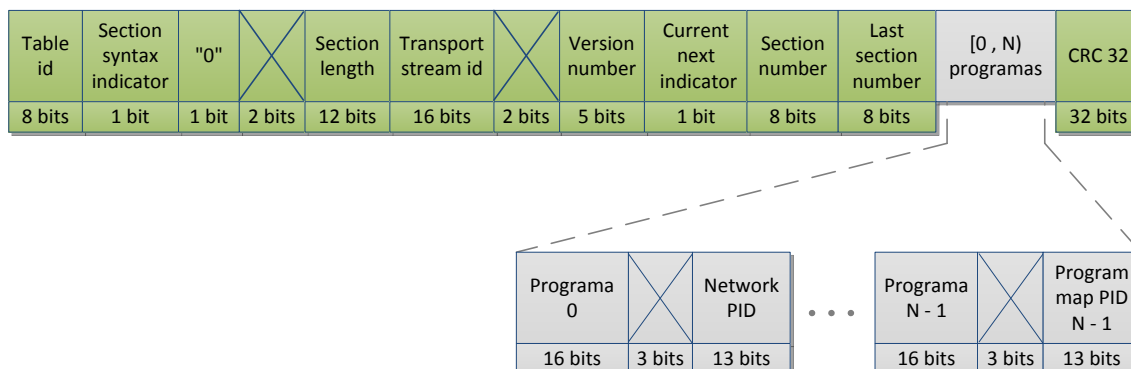 Table
id
Section
syntax
indicator
"0"
Section
length
Transport
stream id
Version
number
Current
next
indicator
Section
number
Last
section
number
[0 , N)
programas
CRC 32
8 bits
1 bit
1 bit
2 bits
12 bits
16 bits
2 bits
5 bits
1 bit
8 bits
8 bits
32 bits
Programa
0
Network
PID
Programa
N - 1
Program
map PID
N - 1
16 bits
3 bits
13 bits
16 bits
3 bits
13 bits